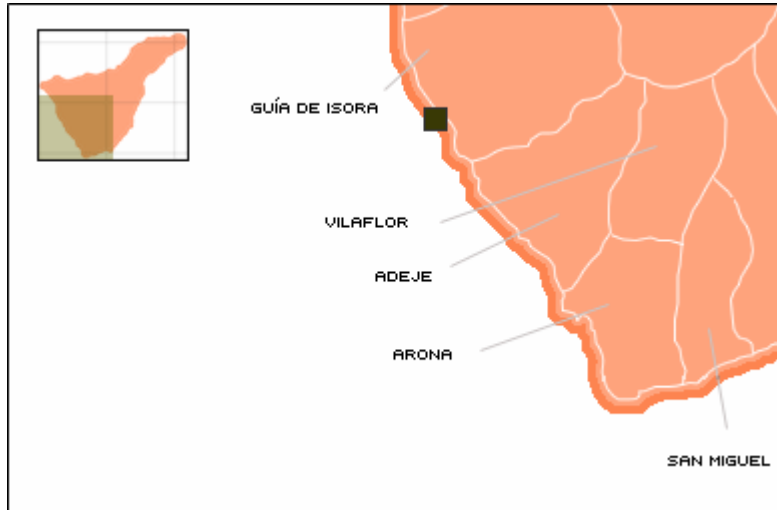 GUÍA DE ISORA
VILAFLOR
ADEJE
ARONA
SAN MIGUEL